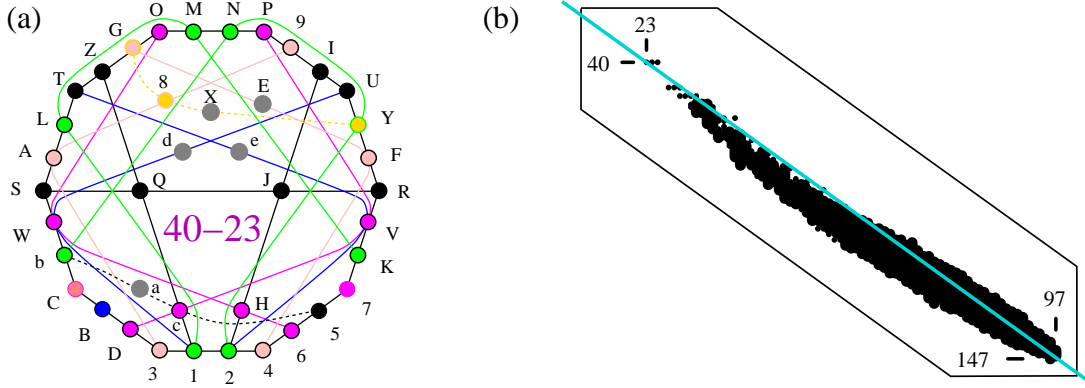 (a)
(b)
O M N P
G 9
Z I
T 8 X E U
L Y
d e
A F
S Q J R
40–23
W V
b K
a
C 7
c H
B 5
D 6
3 1 2 4
23
40
97
147